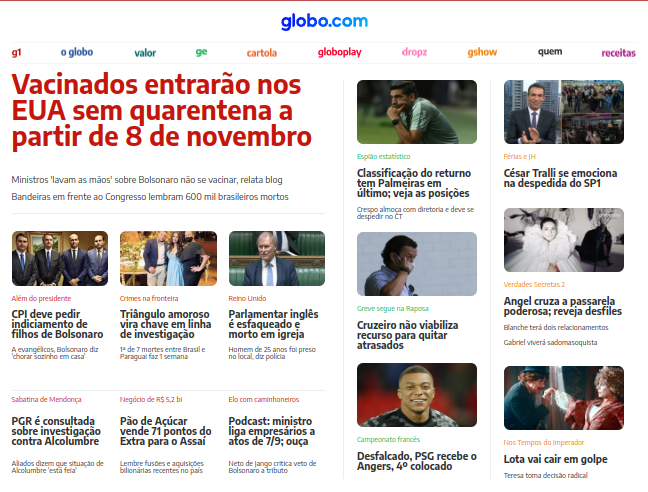 globo.com
g1 o globo valor ge cartola globoplay dropz gshow quem receitas
Vacinados entrarão nos
EUA sem quarentena a
partir de 8 de novembro
Ministros 'lavam as mãos' sobre Bolsonaro não se vacinar, relata blog
Bandeiras em frente ao Congresso lembram 600 mil brasileiros mortos
Além do presidente
CPI deve pedir
indiciamento de
filhos de Bolsonaro
A evangélicos, Bolsonaro diz
'chorar sozinho em casa'
Crimes na fronteira
Triângulo amoroso
vira chave em linha
de investigação
1ª de 7 mortes entre Brasil e
Paraguai faz 1 semana
Reino Unido
Parlamentar inglês
é esfaqueado e
morto em igreja
Homem de 25 anos foi preso
no local, diz polícia
Sabatina de Mendonça
PGR é consultada
sobre investigação
contra Alcolumbre
Aliados dizem que situação de
Alcolumbre 'está feia'
Negócio de R$ 5,2 bi
Pão de Açúcar
vende 71 pontos do
Extra para o Assaí
Lembre fusões e aquisições
bilionárias recentes no país
Elo com caminhoneiros
Podcast: ministro
liga empresários a
atos de 7/9; ouça
Neto de Jango critica veto de
Bolsonaro a tributo
Espião estatístico
Classificação do returno
tem Palmeiras em
último; veja as posições
Crespo almoça com diretoria e deve se
despedir no CT
Greve segue na Raposa
Cruzeiro não viabiliza
recurso para quitar
atrasados
Campeonato francês
Desfalcado, PSG recebe o
Angers, 4º colocado
Férias e JH
César Tralli se emociona
na despedida do SP1
Verdades Secretas 2
Angel cruza a passarela
poderosa; reveja desfiles
Blanche terá dois relacionamentos
Gabriel viverá sadomasoquista
Nos Tempos do Imperador
Lota vai cair em golpe
Teresa toma decisão radical